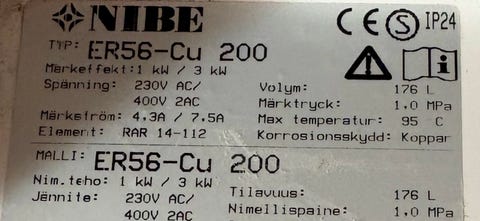 NIBE CE S IP24
TYP: ER56-Cu 200
Märkeffekt: 1 kW / 3 kW
Spänning: 230V AC/ Volym: 176 L
400V 2AC Märktryck: 1.0 MPa
Märkström: 4.3A / 7.5A Max temperatur: 95 C
Element: RAR 14-112 Korrosionsskydd: Koppar
MALLI: ER56-Cu 200
Nim.teho: 1 kW / 3 kW
Jännite: 230V AC/ Tilavuus: 176 L
400V 2AC Nimellispaine: 1.0 MPa